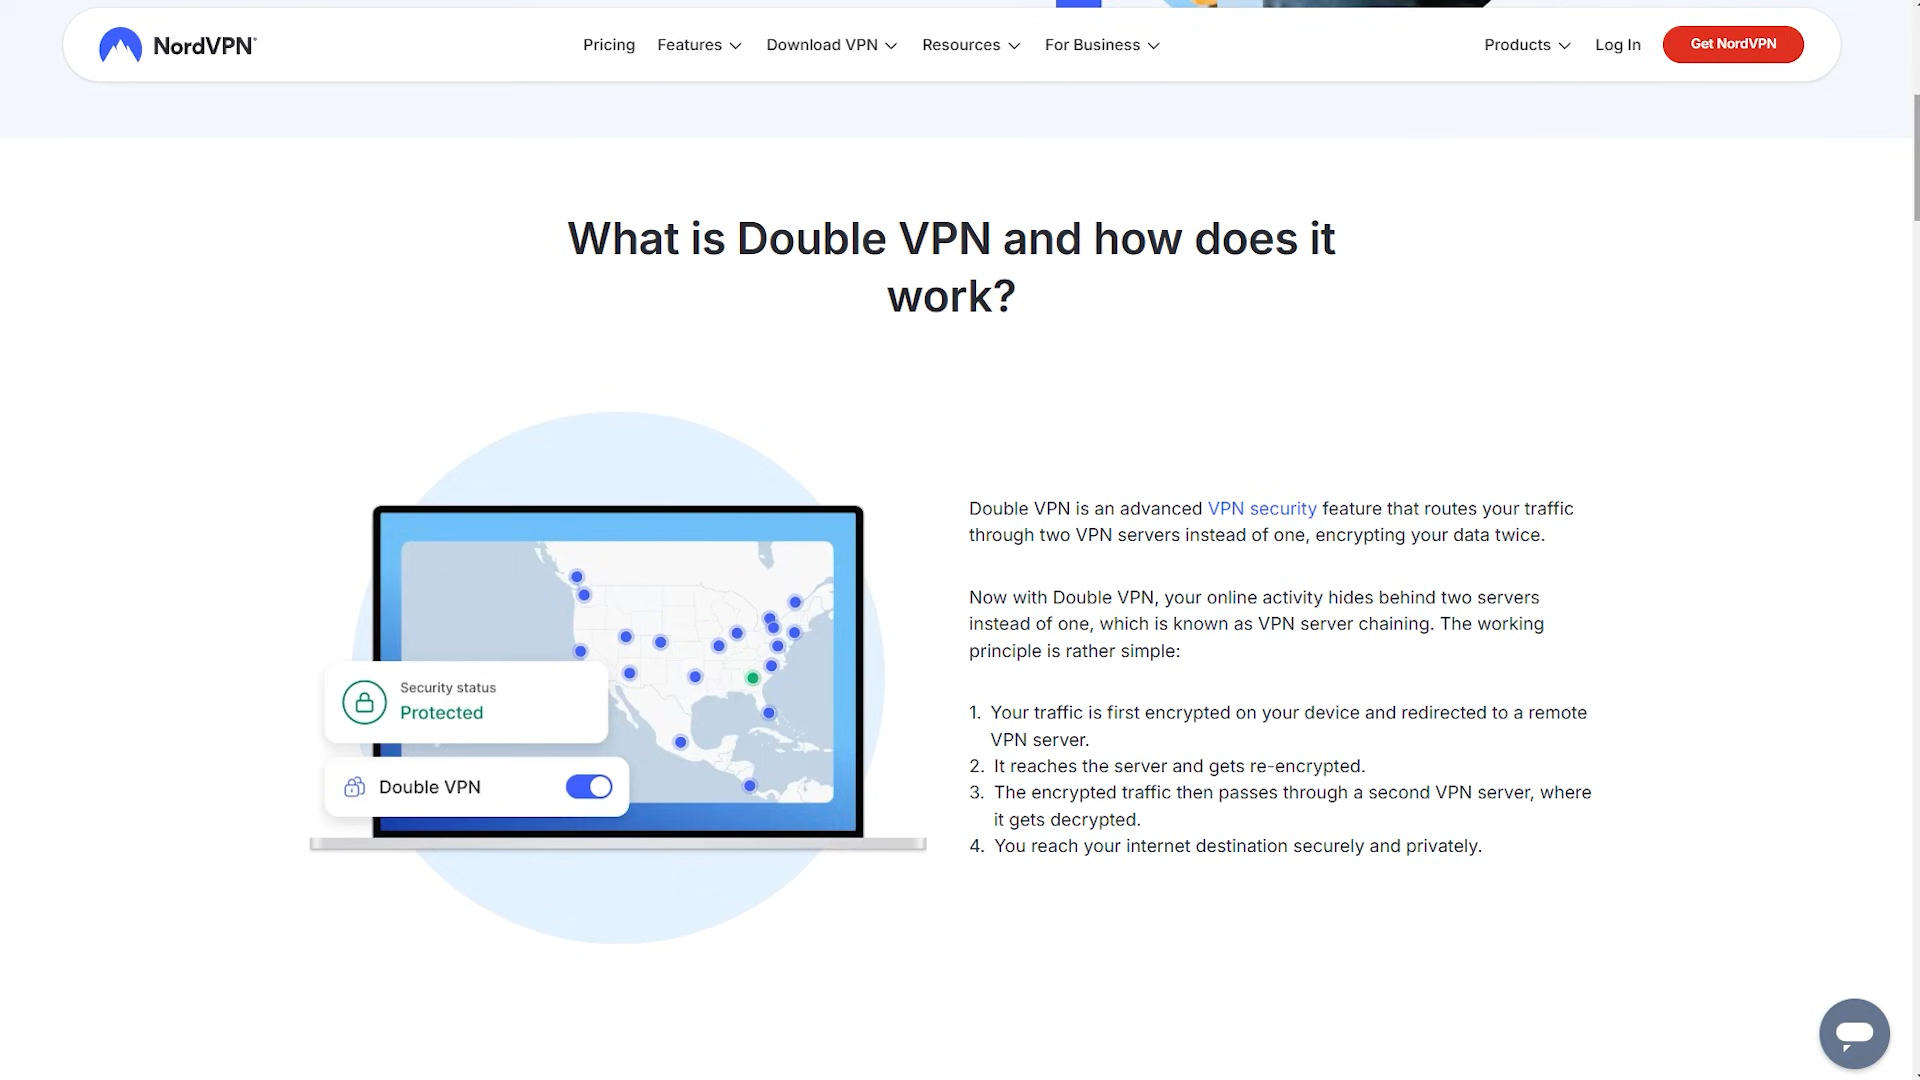 NordVPN®
Pricing
Features
Download VPN
Resources
For Business
Products
Log In
Get NordVPN
What is Double VPN and how does it
work?
Security status
Protected
Double VPN
Double VPN is an advanced VPN security feature that routes your traffic
through two VPN servers instead of one, encrypting your data twice.
Now with Double VPN, your online activity hides behind two servers
instead of one, which is known as VPN server chaining. The working
principle is rather simple:
1. Your traffic is first encrypted on your device and redirected to a remote
VPN server.
2. It reaches the server and gets re-encrypted.
3. The encrypted traffic then passes through a second VPN server, where
it gets decrypted.
4. You reach your internet destination securely and privately.